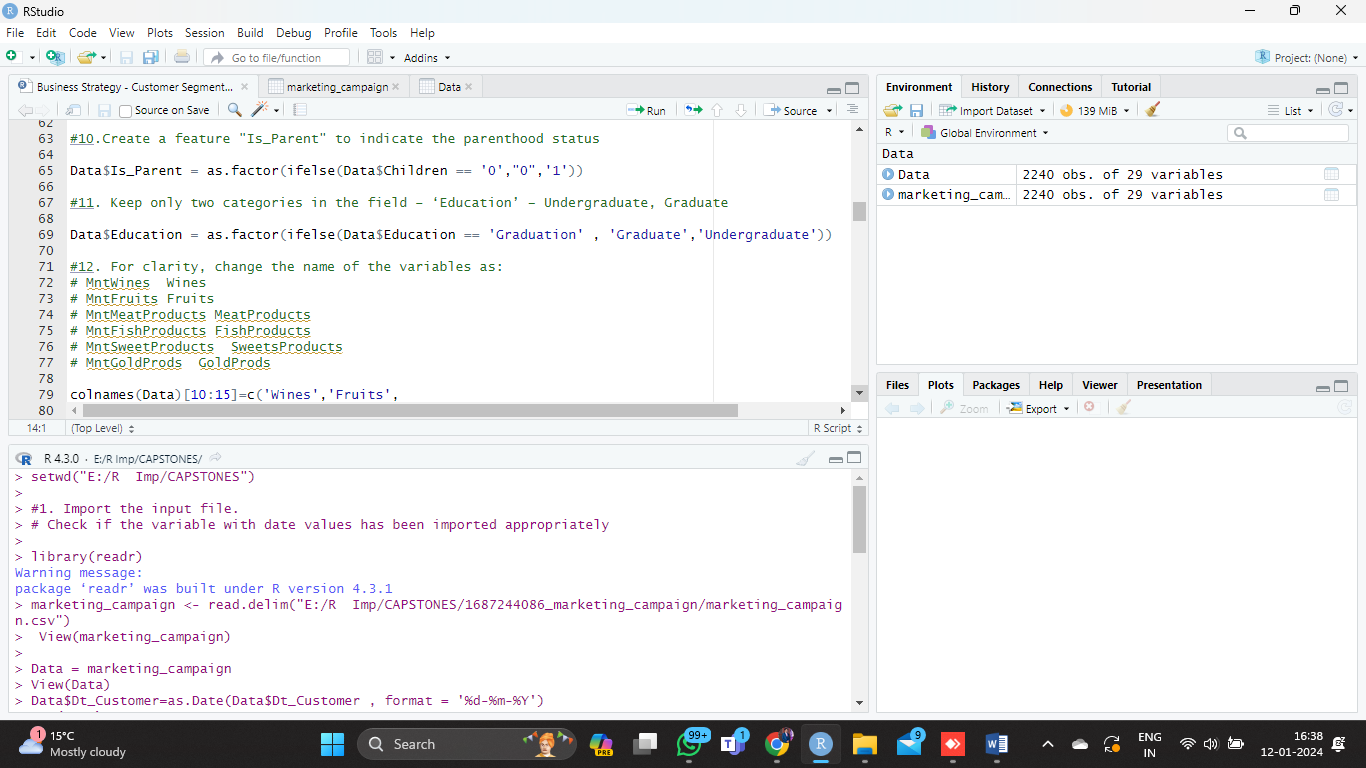 RStudio
File Edit Code View Plots Session Build Debug Profile Tools Help
Go to file/function Addins Project: (None)
Business Strategy - Customer Segment... marketing_campaign Data
Source on Save Run Source
62
63 #10.Create a feature "Is_Parent" to indicate the parenthood status
64
65 Data$Is_Parent = as.factor(ifelse(Data$Children == '0',"0",'1'))
66
67 #11. Keep only two categories in the field – ‘Education’ – Undergraduate, Graduate
68
69 Data$Education = as.factor(ifelse(Data$Education == 'Graduation' , 'Graduate','Undergraduate'))
70
71 #12. For clarity, change the name of the variables as:
72 # MntWines  Wines
73 # MntFruits Fruits
74 # MntMeatProducts MeatProducts
75 # MntFishProducts FishProducts
76 # MntSweetProducts  SweetsProducts
77 # MntGoldProds  GoldProds
78
79 colnames(Data)[10:15]=c('Wines','Fruits',
80
14:1 (Top Level) R Script
R 4.3.0 · E:/R Imp/CAPSTONES/
> setwd("E:/R  Imp/CAPSTONES")
>
> #1. Import the input file.
> # Check if the variable with date values has been imported appropriately
>
> library(readr)
Warning message:
package ‘readr’ was built under R version 4.3.1
> marketing_campaign <- read.delim("E:/R  Imp/CAPSTONES/1687244086_marketing_campaign/marketing_campaig
n.csv")
>  View(marketing_campaign)
>
> Data = marketing_campaign
> View(Data)
> Data$Dt_Customer=as.Date(Data$Dt_Customer , format = '%d-%m-%Y')
Environment History Connections Tutorial
Import Dataset 139 MiB List
R Global Environment
Data
Data 2240 obs. of 29 variables
marketing_cam… 2240 obs. of 29 variables
Files Plots Packages Help Viewer Presentation
Zoom Export
1 15°C
Mostly cloudy
Search
PRE
99+
1
9
ENG
IN
16:38
12-01-2024